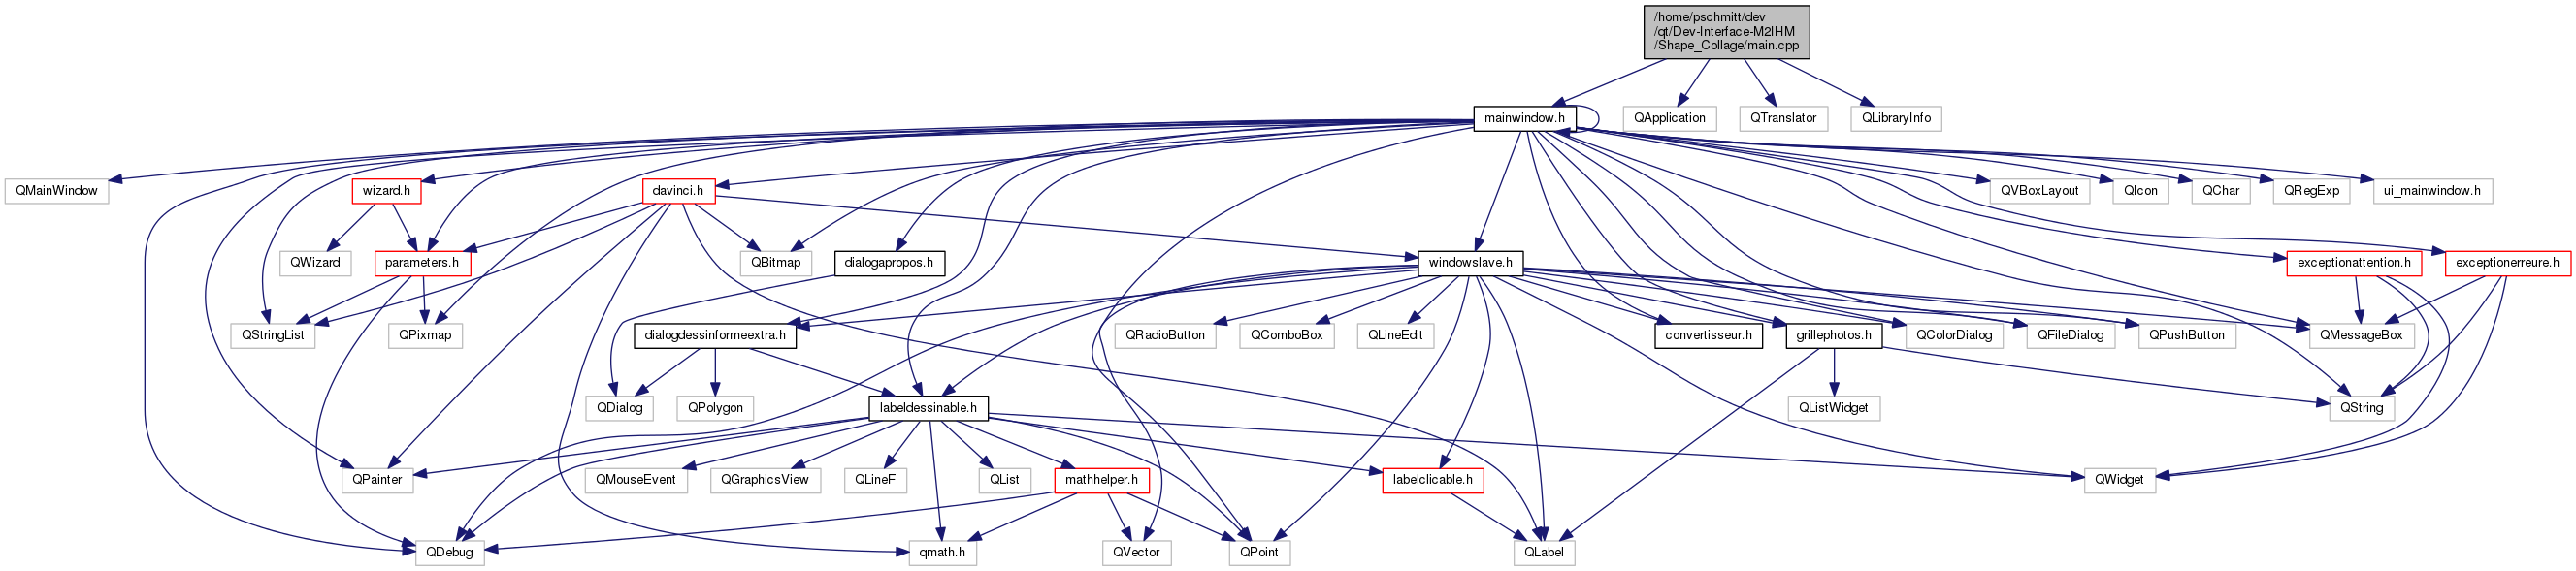 /home/pschmitt/dev
/qt/Dev-Interface-M2IHM
/Shape_Collage/main.cpp
mainwindow.h
QApplication
QTranslator
QLibraryInfo
QMainWindow
wizard.h
davinci.h
QVBoxLayout
QIcon
QChar
QRegExp
ui_mainwindow.h
QWizard
parameters.h
QBitmap
dialogapropos.h
windowslave.h
exceptionattention.h
exceptionerreure.h
QStringList
QPixmap
dialogdessinformeextra.h
QRadioButton
QComboBox
QLineEdit
convertisseur.h
grillephotos.h
QColorDialog
QFileDialog
QPushButton
QMessageBox
QDialog
QPolygon
labeldessinable.h
QListWidget
QString
QPainter
QMouseEvent
QGraphicsView
QLineF
QList
mathhelper.h
labelclicable.h
QWidget
QDebug
qmath.h
QVector
QPoint
QLabel